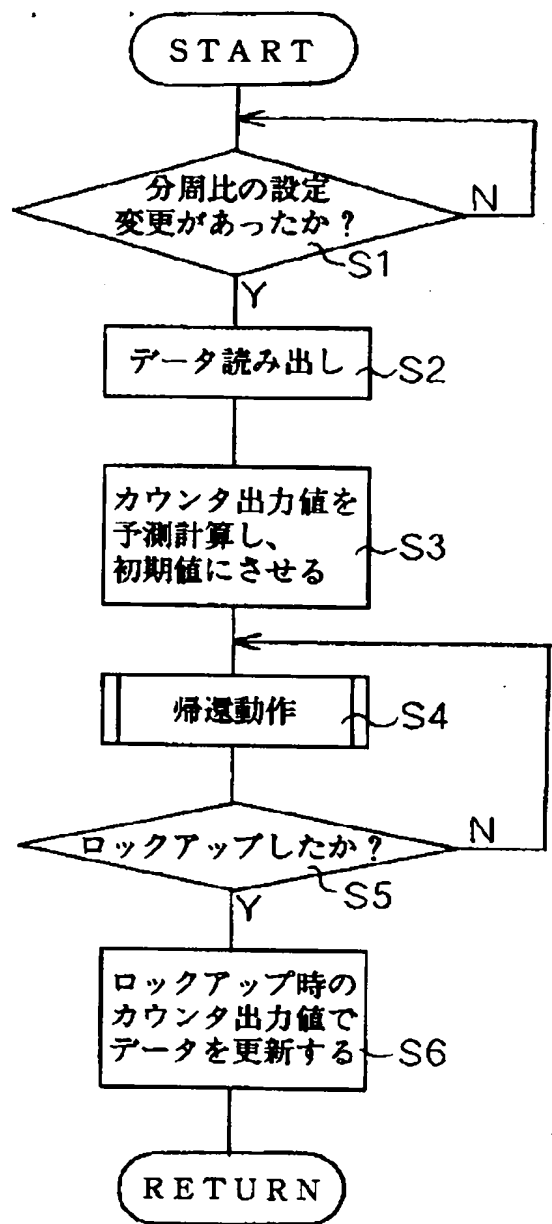 START
分周比の設定
変更があったか?
N
S1
Y
データ読み出し
S2
カウンタ出力値を
予測計算し、
初期値にさせる
S3
帰還動作
S4
ロックアップしたか?
N
S5
Y
ロックアップ時の
カウンタ出力値で
データを更新する
S6
RETURN